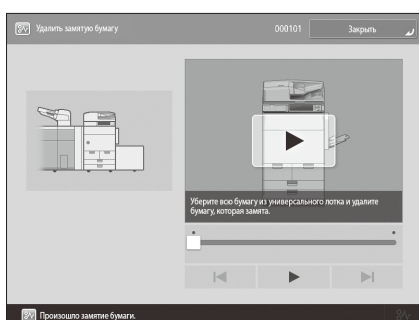 Удалить замятую бумагу
000101
Закрыть
Уберите всю бумагу из универсального лотка и удалите
бумагу, которая замята.
Произошло замятие бумаги.